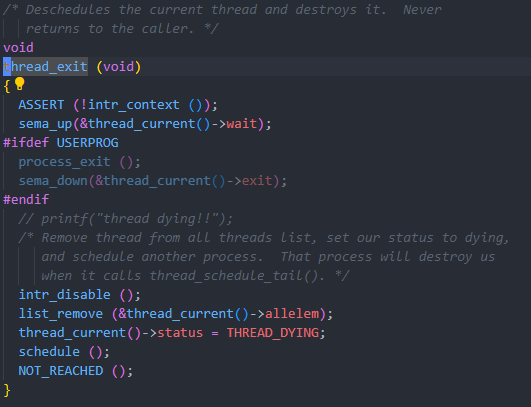 /* Deschedules the current thread and destroys it.  Never
   returns to the caller. */
void
thread_exit (void)
{
  ASSERT (!intr_context ());
  sema_up(&thread_current()->wait);
#ifdef USERPROG
  process_exit ();
  sema_down(&thread_current()->exit);
#endif
  // printf("thread dying!!");
  /* Remove thread from all threads list, set our status to dying,
     and schedule another process.  That process will destroy us
     when it calls thread_schedule_tail(). */
  intr_disable ();
  list_remove (&thread_current()->allelem);
  thread_current()->status = THREAD_DYING;
  schedule ();
  NOT_REACHED ();
}